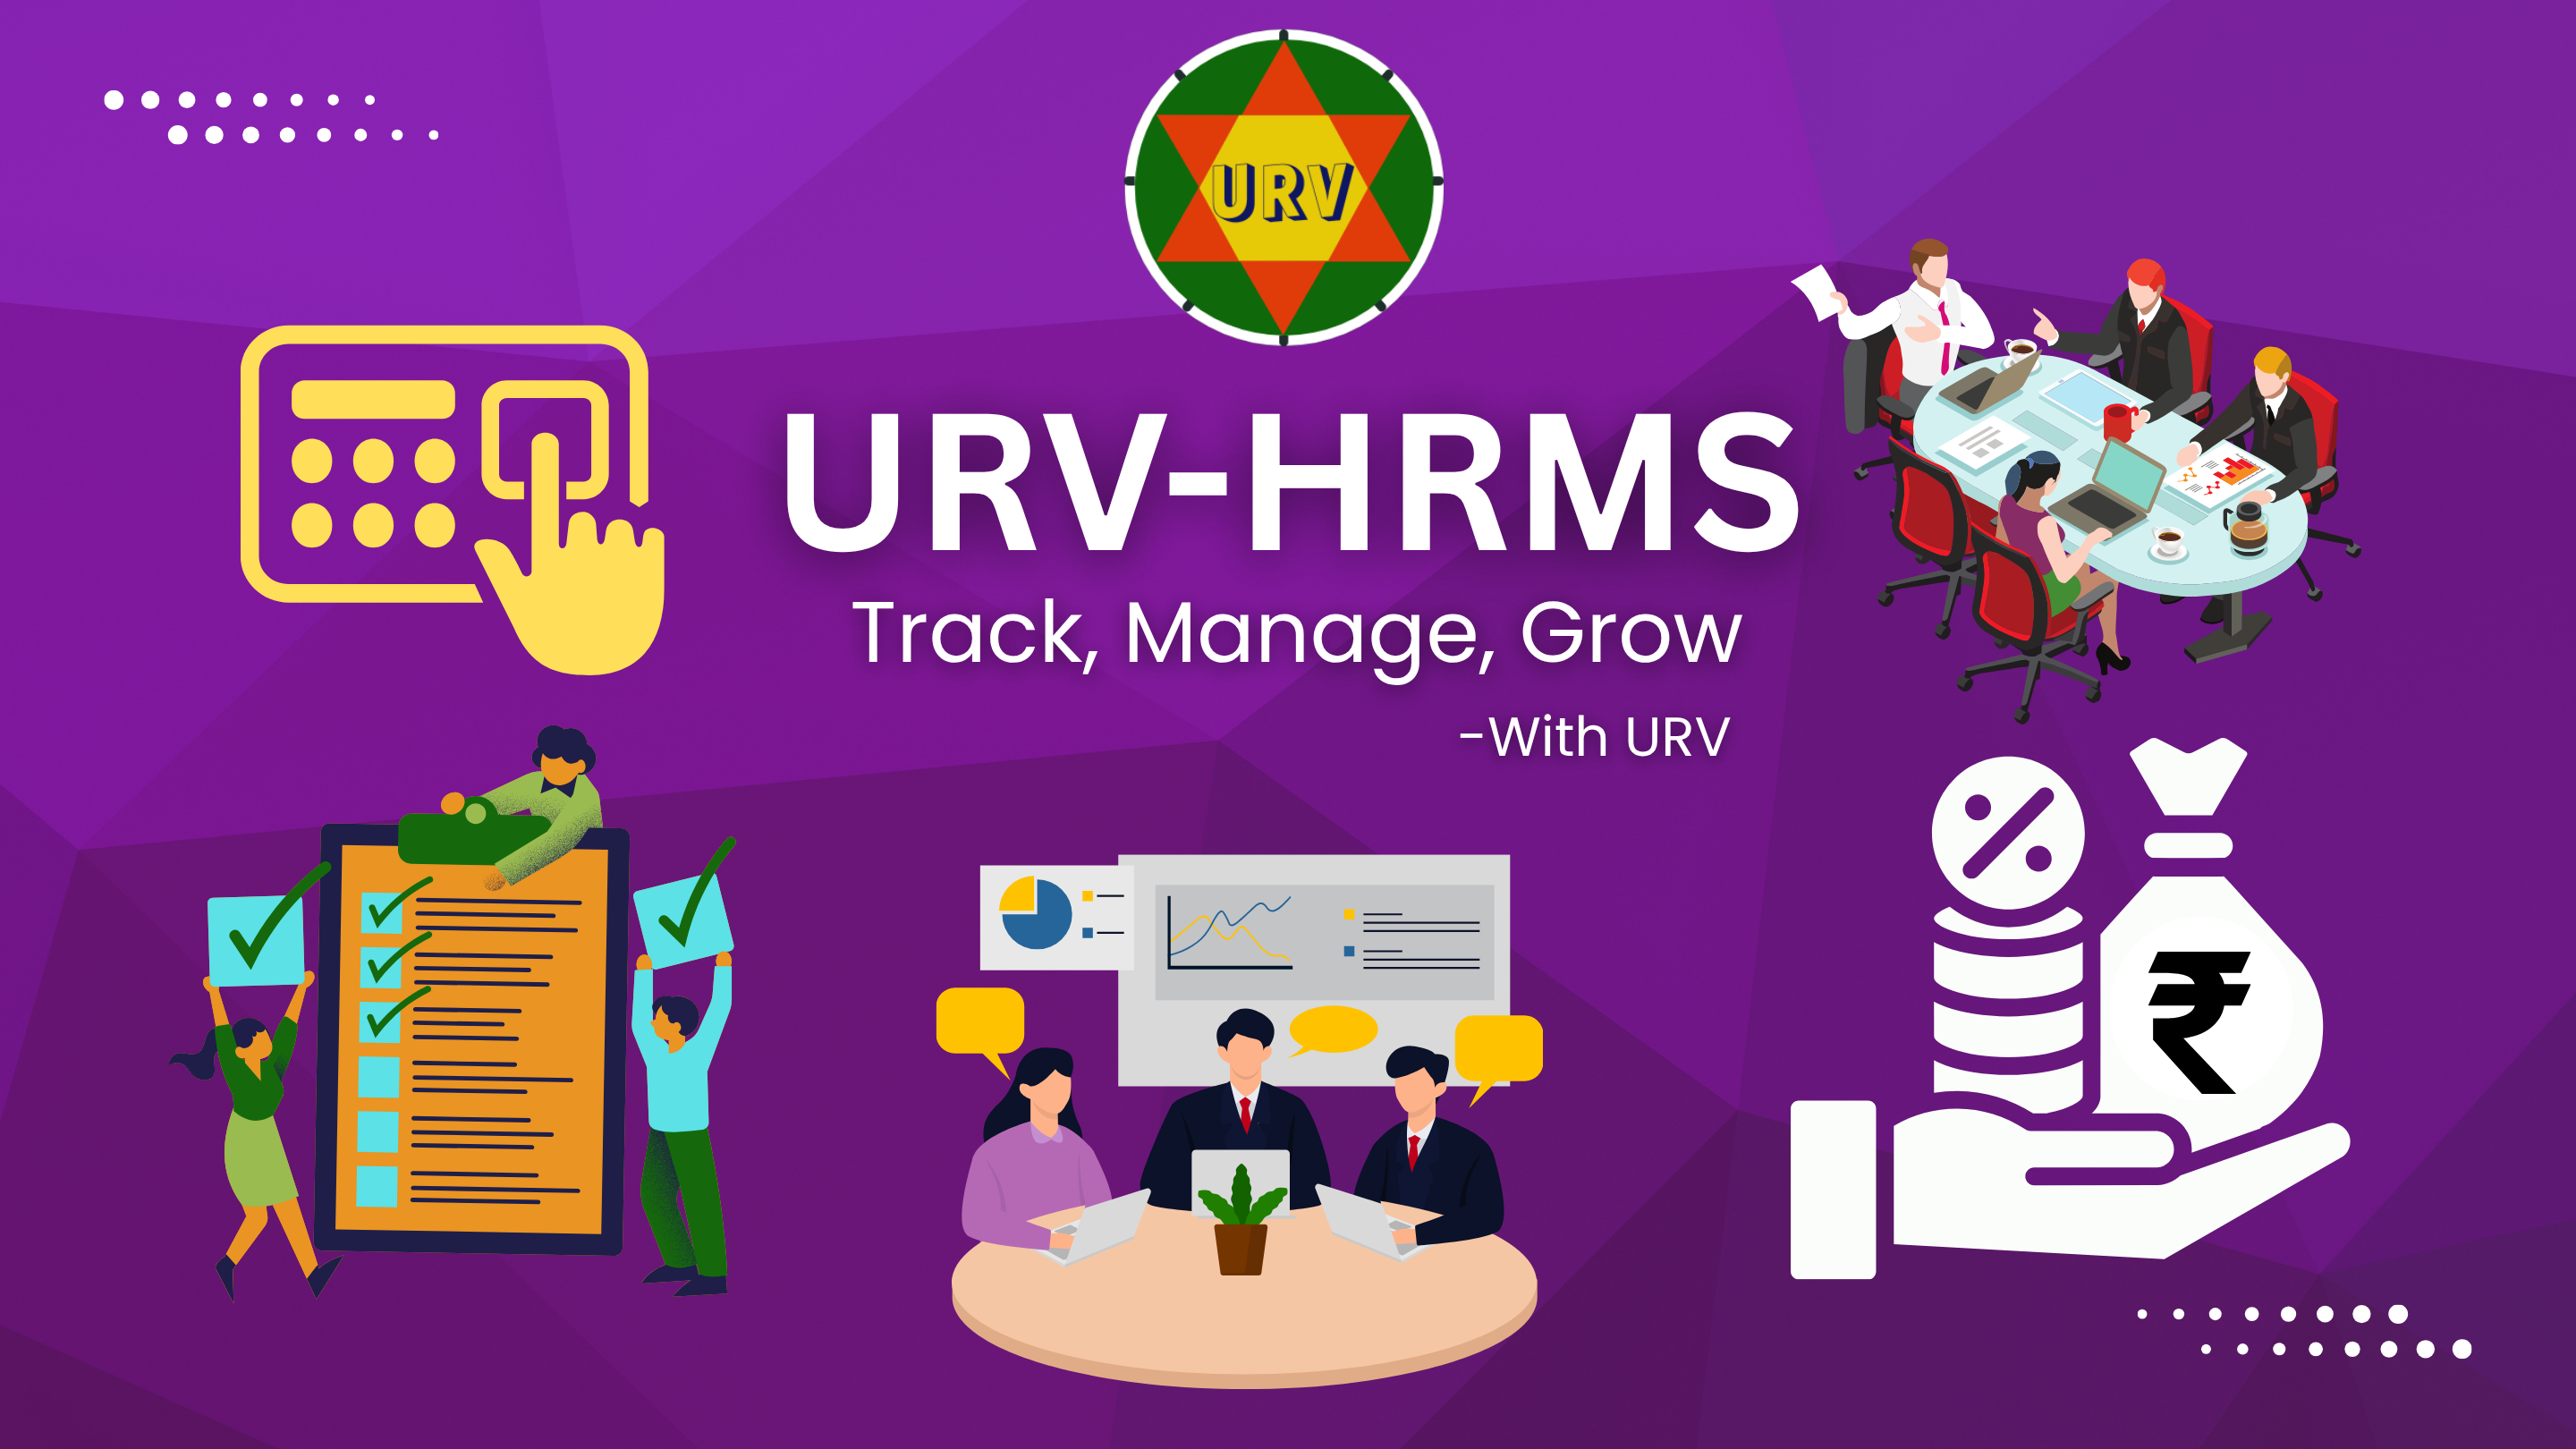 URV
URV-HRMS
Track, Manage, Grow
-With URV
%
₹